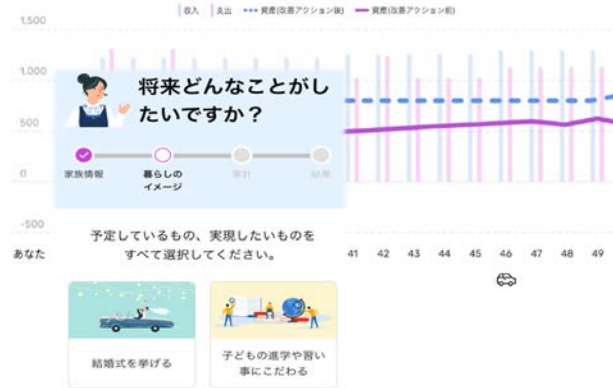 収入 支出 資産(改善アクション後) 資産(改善アクション前)
1,500
1,000
500
0
-500
将来どんなことがし
たいですか？
家族情報 暮らしの
イメージ 家計 結果
予定しているもの、実現したいものを
すべて選択してください。
あなた 41 42 43 44 45 46 47 48 49
結婚式を挙げる
子どもの進学や習い
事にこだわる